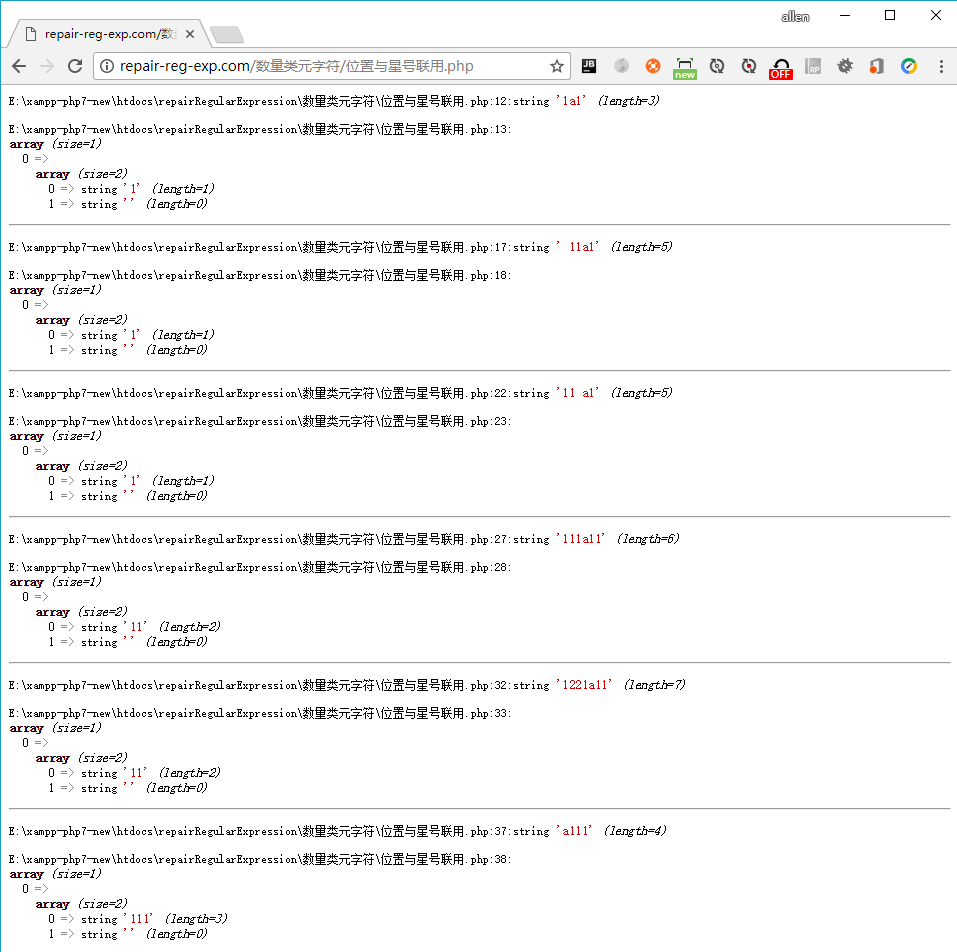 allen
repair-reg-exp.com/数
repair-reg-exp.com/数量类元字符/位置与星号联用.php
JB
new
OFF
RP
E:\xampp-php7-new\htdocs\repairRegularExpression\数量类元字符\位置与星号联用.php:12:string '1a1' (length=3)
E:\xampp-php7-new\htdocs\repairRegularExpression\数量类元字符\位置与星号联用.php:13:
array (size=1)
0 =>
array (size=2)
0 => string '1' (length=1)
1 => string '' (length=0)
E:\xampp-php7-new\htdocs\repairRegularExpression\数量类元字符\位置与星号联用.php:17:string ' 11a1' (length=5)
E:\xampp-php7-new\htdocs\repairRegularExpression\数量类元字符\位置与星号联用.php:18:
array (size=1)
0 =>
array (size=2)
0 => string '1' (length=1)
1 => string '' (length=0)
E:\xampp-php7-new\htdocs\repairRegularExpression\数量类元字符\位置与星号联用.php:22:string '11 a1' (length=5)
E:\xampp-php7-new\htdocs\repairRegularExpression\数量类元字符\位置与星号联用.php:23:
array (size=1)
0 =>
array (size=2)
0 => string '1' (length=1)
1 => string '' (length=0)
E:\xampp-php7-new\htdocs\repairRegularExpression\数量类元字符\位置与星号联用.php:27:string '111a11' (length=6)
E:\xampp-php7-new\htdocs\repairRegularExpression\数量类元字符\位置与星号联用.php:28:
array (size=1)
0 =>
array (size=2)
0 => string '11' (length=2)
1 => string '' (length=0)
E:\xampp-php7-new\htdocs\repairRegularExpression\数量类元字符\位置与星号联用.php:32:string '1221a11' (length=7)
E:\xampp-php7-new\htdocs\repairRegularExpression\数量类元字符\位置与星号联用.php:33:
array (size=1)
0 =>
array (size=2)
0 => string '11' (length=2)
1 => string '' (length=0)
E:\xampp-php7-new\htdocs\repairRegularExpression\数量类元字符\位置与星号联用.php:37:string 'a111' (length=4)
E:\xampp-php7-new\htdocs\repairRegularExpression\数量类元字符\位置与星号联用.php:38:
array (size=1)
0 =>
array (size=2)
0 => string '111' (length=3)
1 => string '' (length=0)